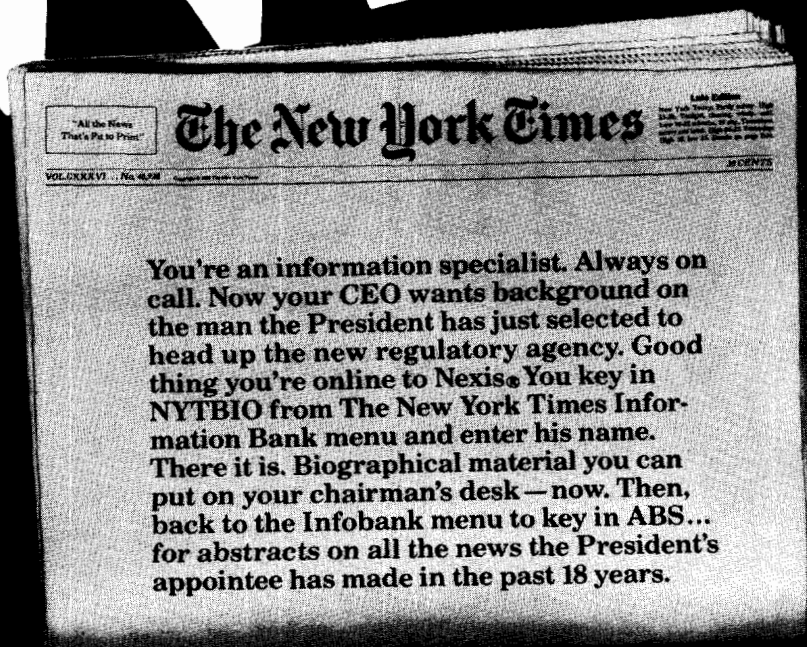 "All the News
That's Fit to Print"
The New York Times
Late Edition
VOL.CXXXVI . . No.
You're an information specialist. Always on
call. Now your CEO wants background on
the man the President has just selected to
head up the new regulatory agency. Good
thing you're online to Nexis® You key in
NYTBIO from The New York Times Infor-
mation Bank menu and enter his name.
There it is. Biographical material you can
put on your chairman's desk—now. Then,
back to the Infobank menu to key in ABS...
for abstracts on all the news the President's
appointee has made in the past 18 years.